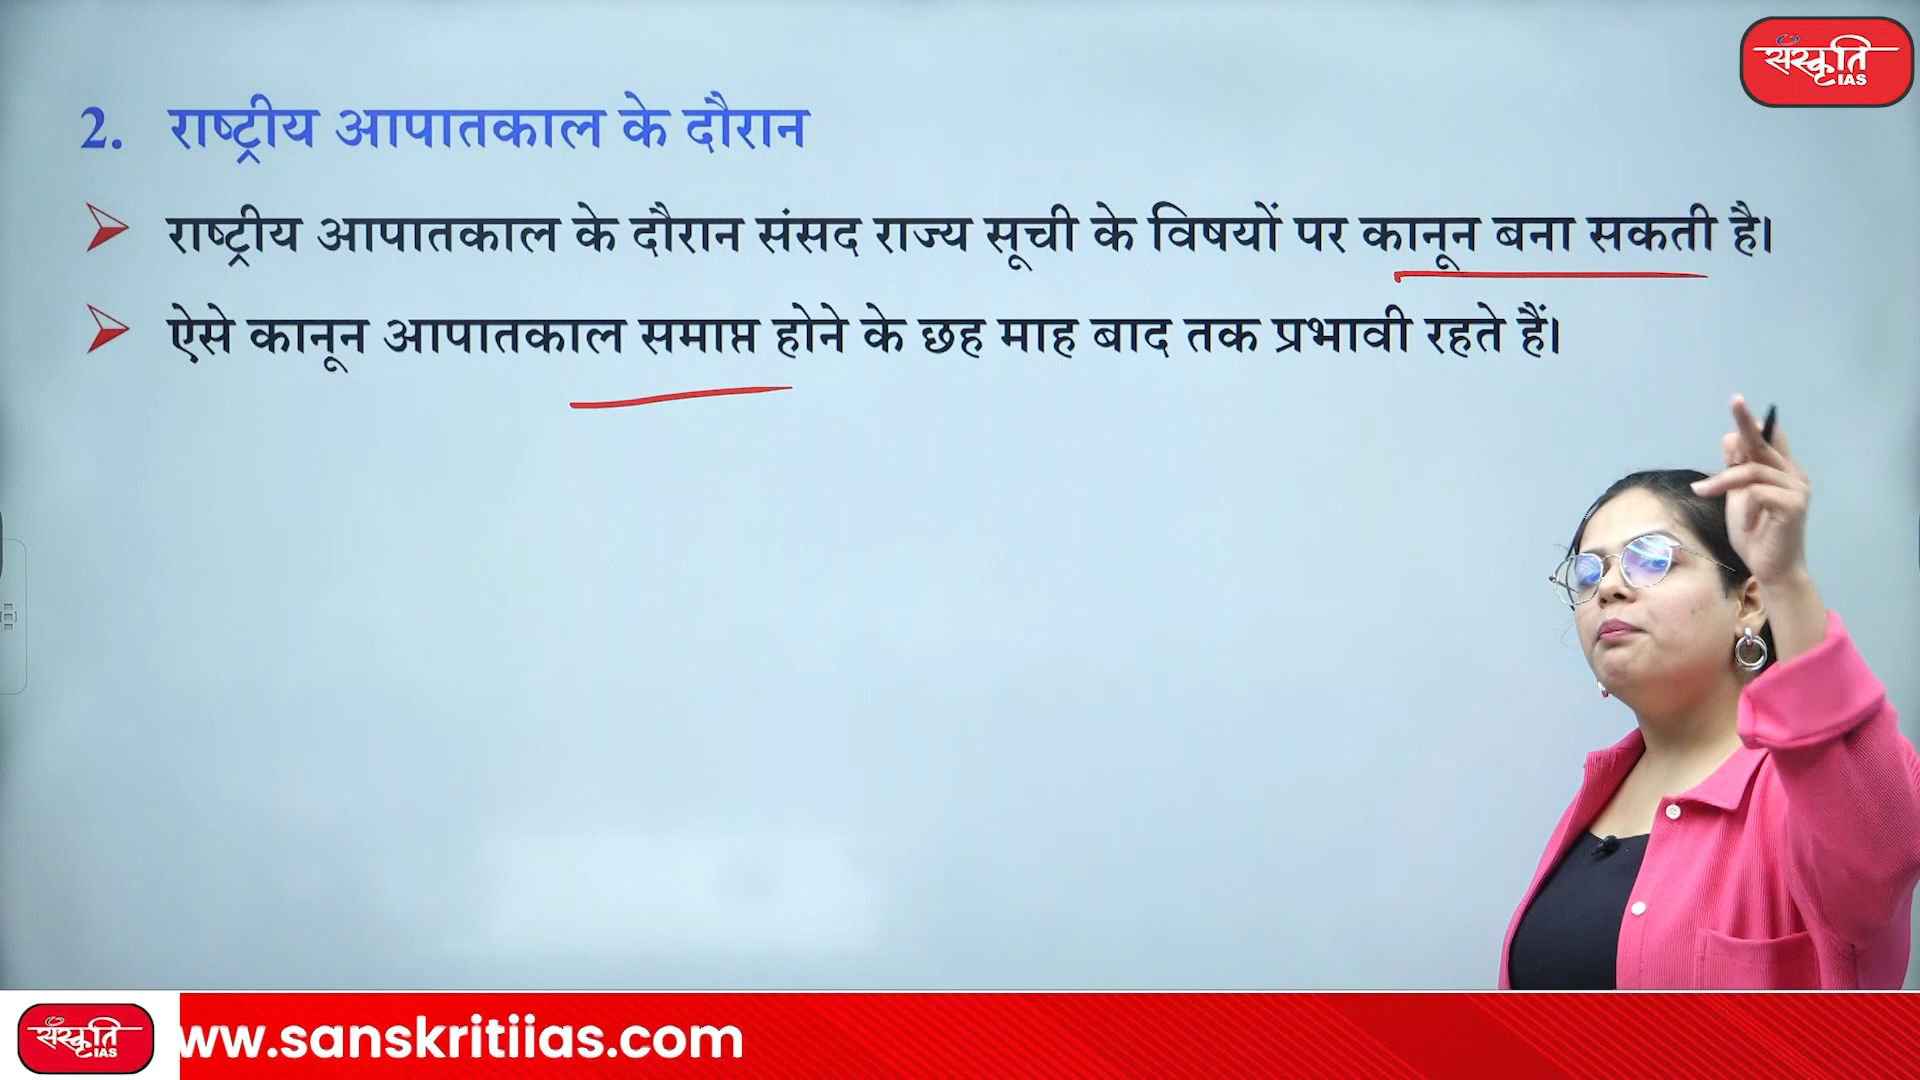 संस्कृति
IAS
2. राष्ट्रीय आपातकाल के दौरान
राष्ट्रीय आपातकाल के दौरान संसद राज्य सूची के विषयों पर कानून बना सकती है।
ऐसे कानून आपातकाल समाप्त होने के छह माह बाद तक प्रभावी रहते हैं।
संस्कृति
IAS
ww.sanskritiias.com